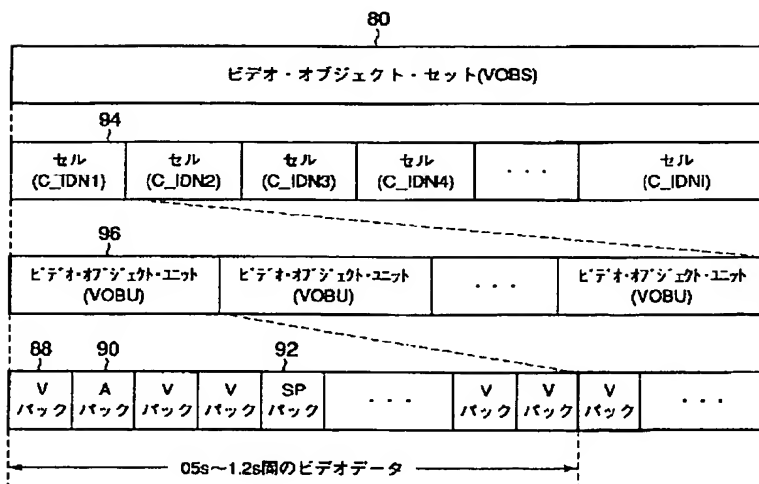 80
ビデオ・オブジェクト・セット(VOBS)
94
セル セル セル セル ・・・ セル
(C_IDN1) (C_IDN2) (C_IDN3) (C_IDN4) (C_IDNi)
96
ビデオ・オブジェクト・ユニット ビデオ・オブジェクト・ユニット ・・・ ビデオ・オブジェクト・ユニット
(VOBU) (VOBU) (VOBU)
88 90 92
V A V V SP ・・・ V V V ・・・
パック パック パック パック パック パック パック パック
05s～1.2s間のビデオデータ